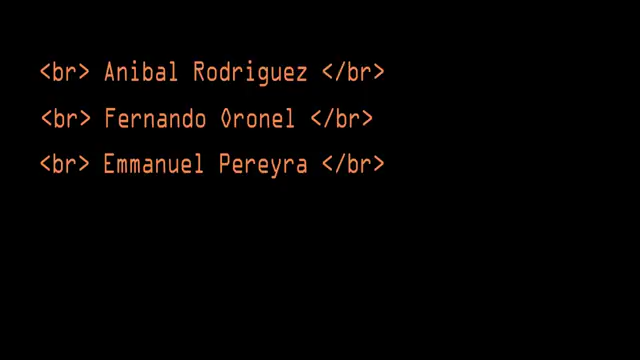 <br> Anibal Rodriguez </br>
<br> Fernando Oronel </br>
<br> Emmanuel Pereyra </br>